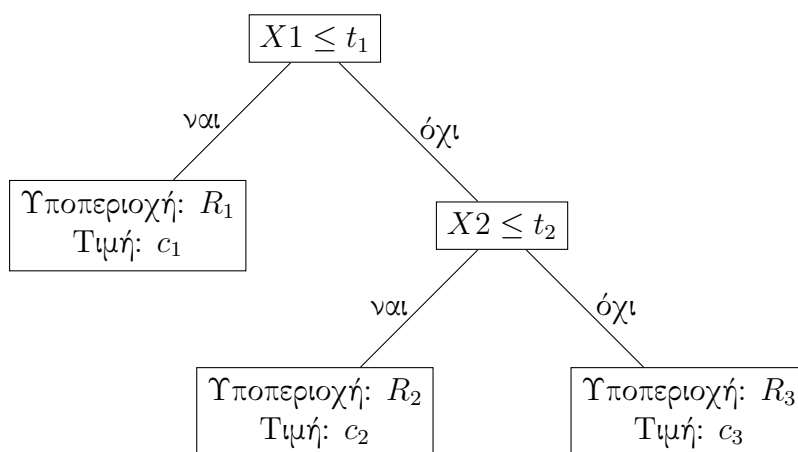 X1 ≤ t₁
ναι
όχι
Υποπεριοχή: R₁
Τιμή: c₁
X2 ≤ t₂
ναι
όχι
Υποπεριοχή: R₂
Τιμή: c₂
Υποπεριοχή: R₃
Τιμή: c₃